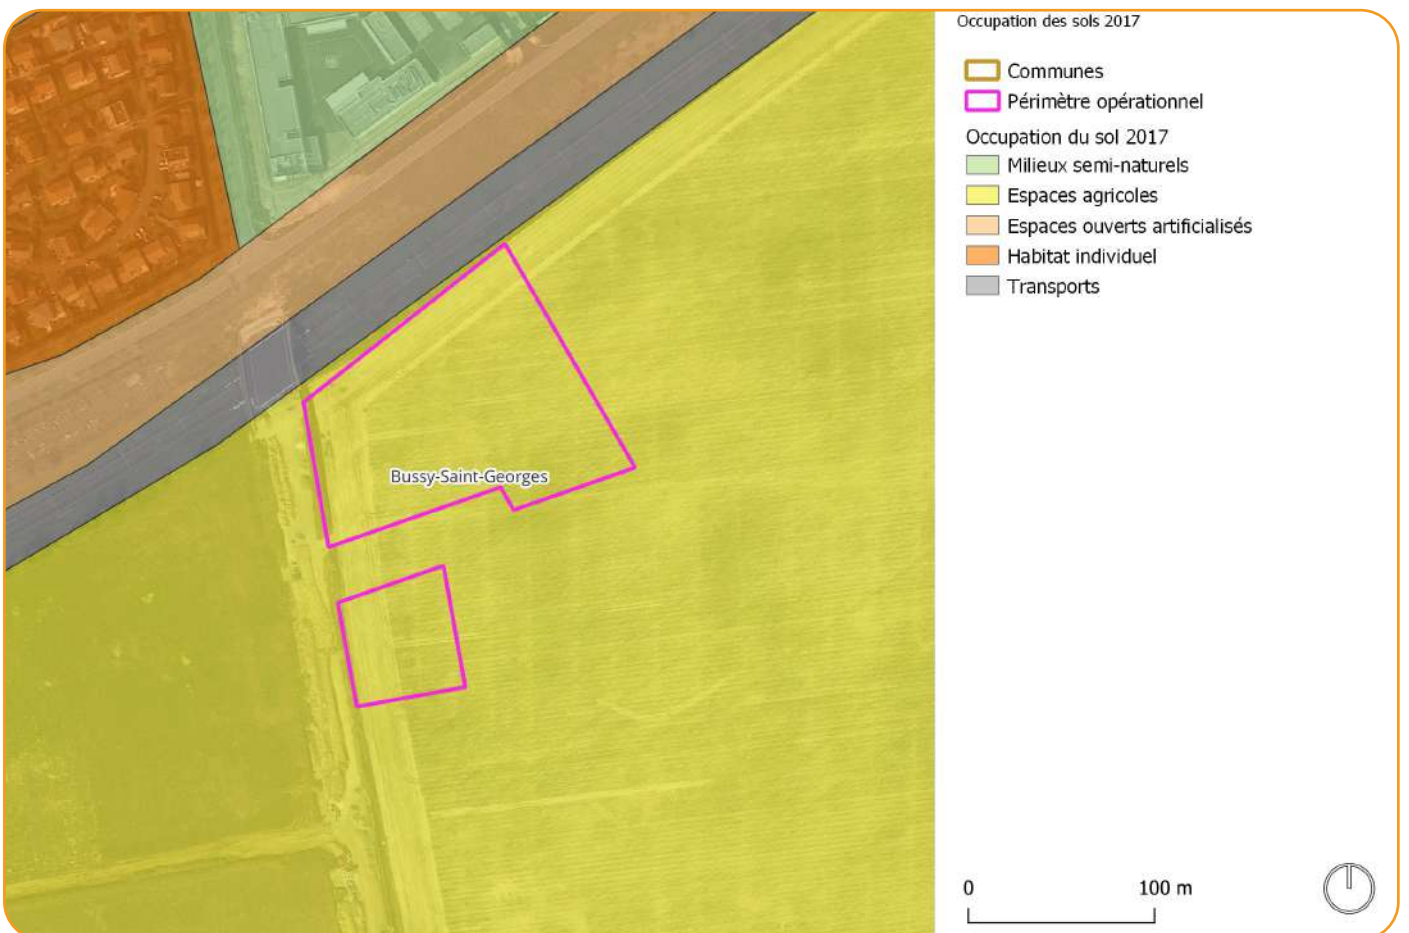 Occupation des sols 2017
Communes
Périmètre opérationnel
Occupation du sol 2017
Milieux semi-naturels
Espaces agricoles
Espaces ouverts artificialisés
Habitat individuel
Transports
Bussy-Saint-Georges
0 100 m